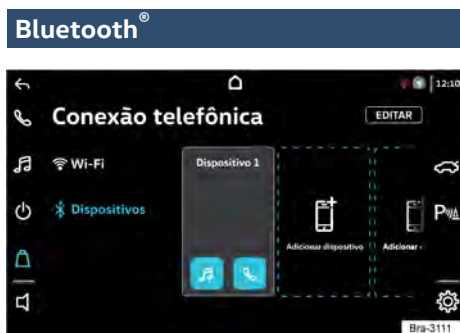 Bluetooth®
12:10
Conexão telefônica
EDITAR
Wi-Fi
Dispositivo 1
Dispositivos
Adicionar dispositivo
Adicionar
P
Bra-3111